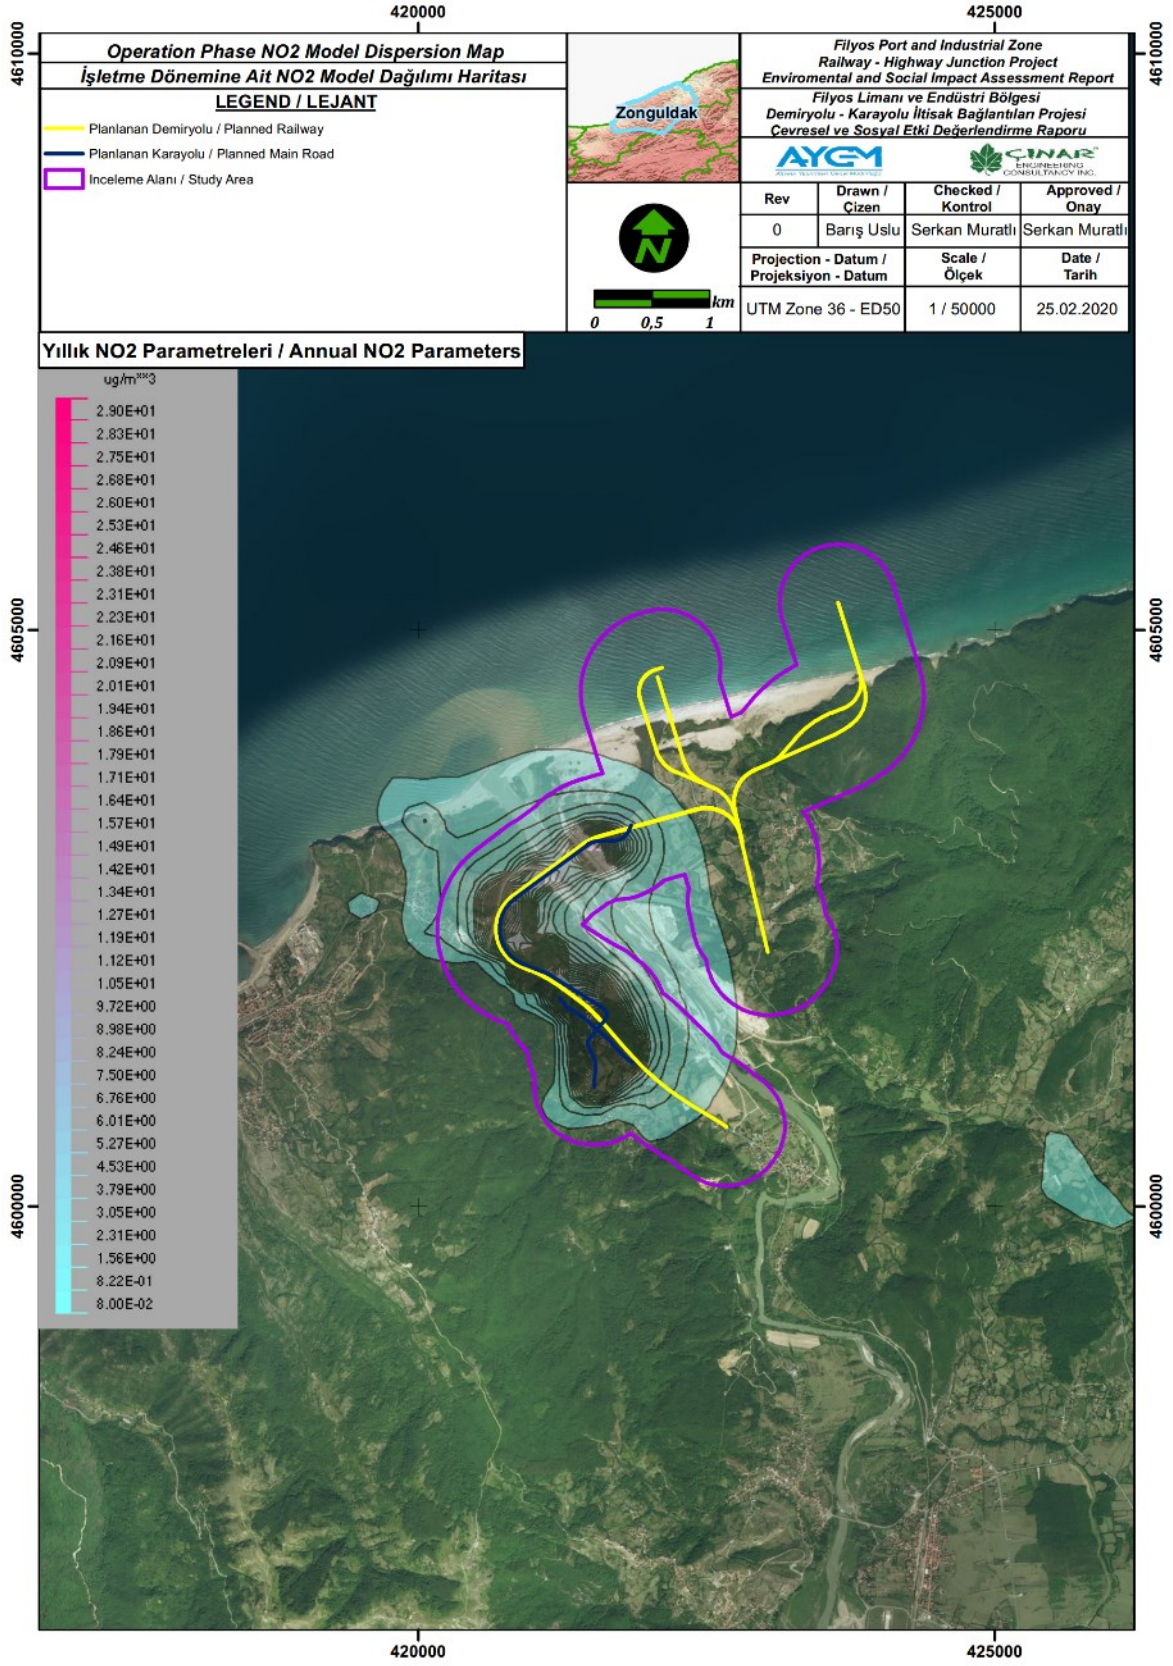 420000
425000
4610000
4610000
Operation Phase NO2 Model Dispersion Map
İşletme Dönemine Ait NO2 Model Dağılımı Haritası
LEGEND / LEJANT
Planlanan Demiryolu / Planned Railway
Planlanan Karayolu / Planned Main Road
İnceleme Alanı / Study Area
Zonguldak
N
km
0 0,5 1
Filyos Port and Industrial Zone
Railway - Highway Junction Project
Enviromental and Social Impact Assessment Report
Filyos Limanı ve Endüstri Bölgesi
Demiryolu - Karayolu İltisak Bağlantıları Projesi
Çevresel ve Sosyal Etki Değerlendirme Raporu
AYGM
ÇINAR
ENGINEERING
CONSULTANCY INC.
Rev
Drawn /
Çizen
Checked /
Kontrol
Approved /
Onay
0
Barış Uslu
Serkan Muratlı
Serkan Muratlı
Projection - Datum /
Projeksiyon - Datum
Scale /
Ölçek
Date /
Tarih
UTM Zone 36 - ED50
1 / 50000
25.02.2020
Yıllık NO2 Parametreleri / Annual NO2 Parameters
ug/m**3
2.90E+01
2.83E+01
2.75E+01
2.68E+01
2.60E+01
2.53E+01
2.46E+01
2.38E+01
2.31E+01
2.23E+01
2.16E+01
2.09E+01
2.01E+01
1.94E+01
1.86E+01
1.79E+01
1.71E+01
1.64E+01
1.57E+01
1.49E+01
1.42E+01
1.34E+01
1.27E+01
1.19E+01
1.12E+01
1.05E+01
9.72E+00
8.98E+00
8.24E+00
7.50E+00
6.76E+00
6.01E+00
5.27E+00
4.53E+00
3.79E+00
3.05E+00
2.31E+00
1.56E+00
8.22E-01
8.00E-02
4605000
4605000
4600000
4600000
420000
425000